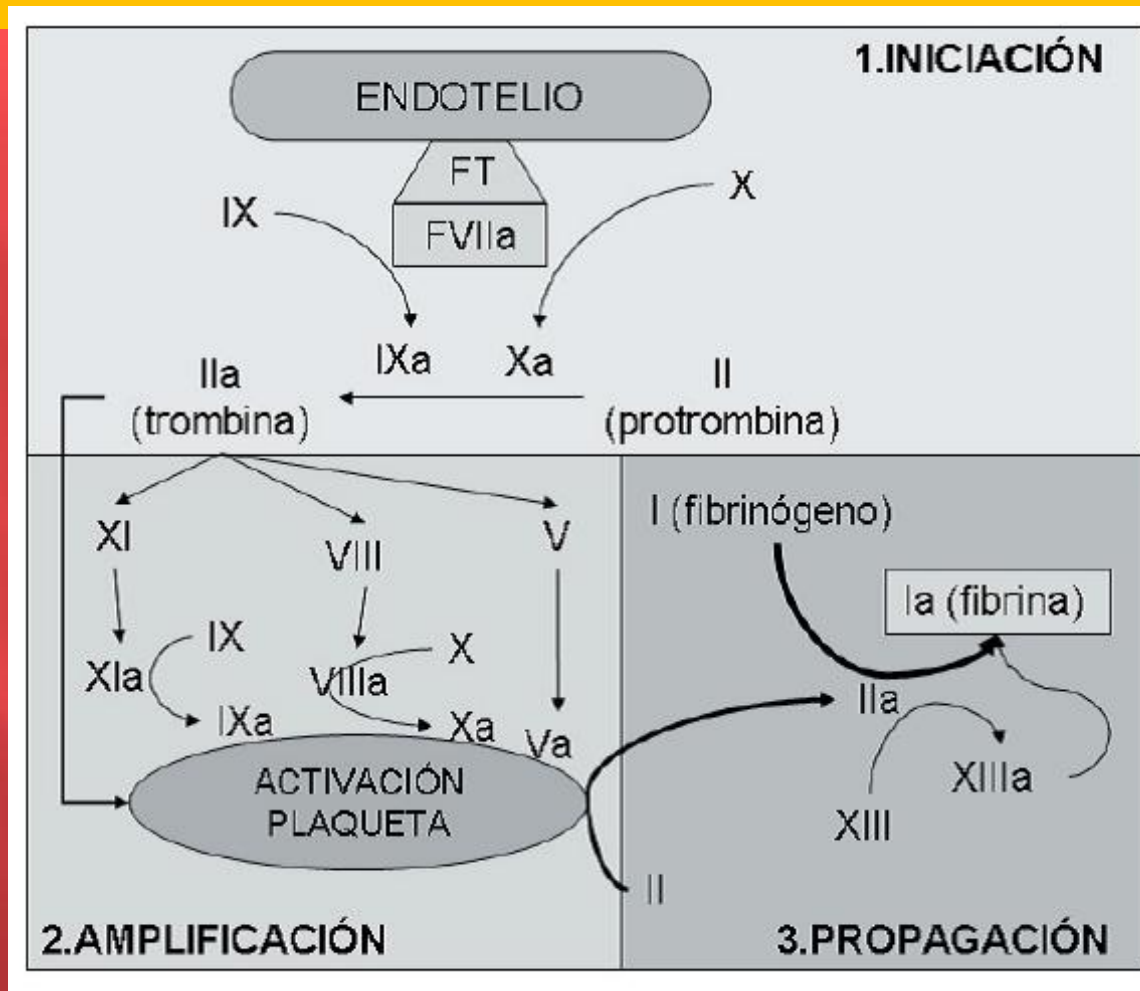 1.INICIACIÓN
ENDOTELIO
FT
FVIIa
IX
X
IXa
Xa
IIa
(trombina)
II
(protrombina)
XI
VIII
V
IX
X
XIa
VIIIa
IXa
Xa
Va
ACTIVACIÓN
PLAQUETA
2.AMPLIFICACIÓN
I (fibrinógeno)
Ia (fibrina)
IIa
XIIIa
XIII
II
3.PROPAGACIÓN